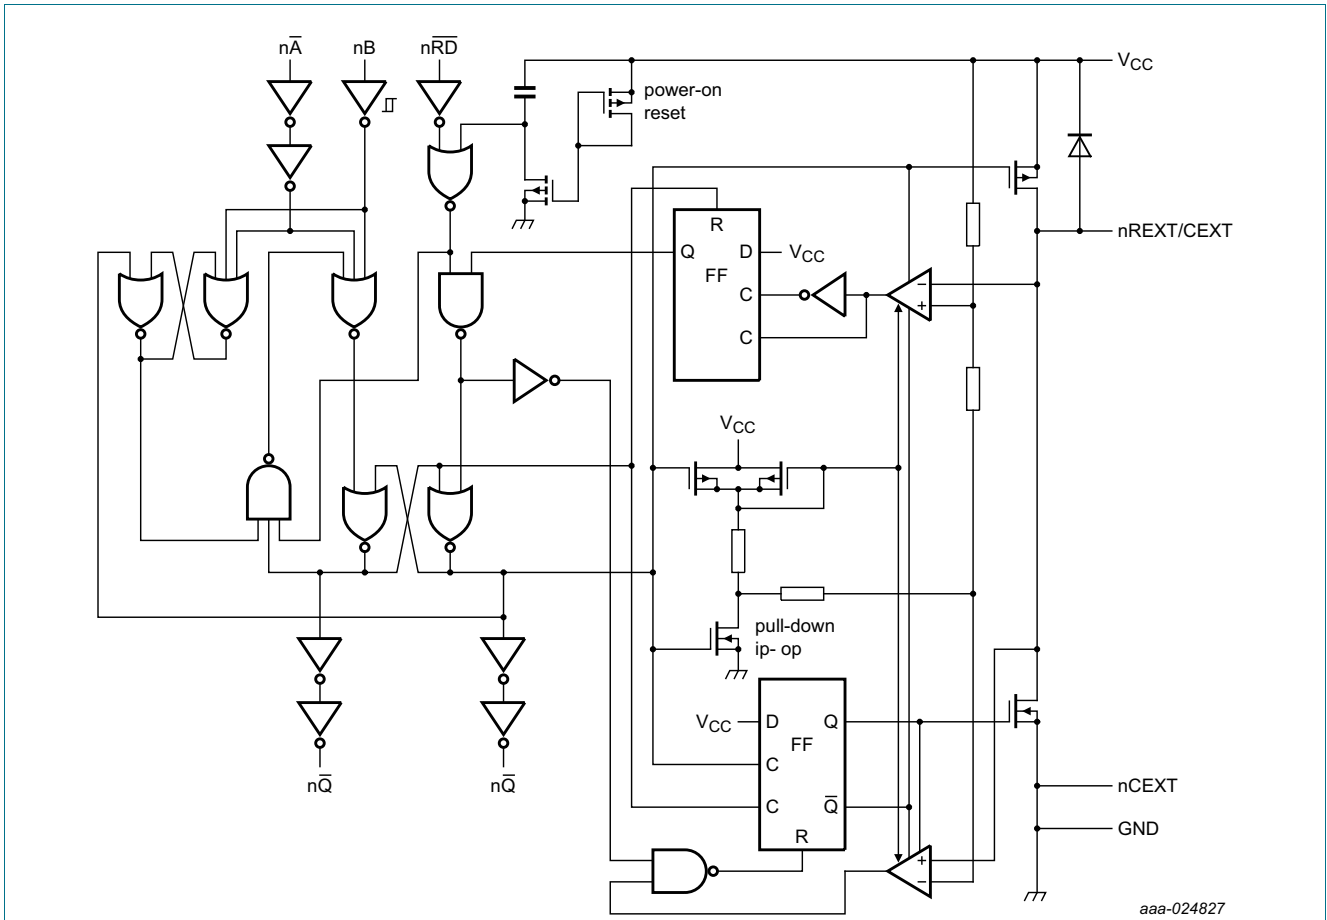 nA̅ nB nR̅D̅
VCC
power-on
reset
nREXT/CEXT
R
Q D VCC
FF
C
C
−
+
VCC
pull-down
ip- op
VCC D Q
FF
C
C Q̅
R
nQ̅ nQ̅
nCEXT
GND
+
−
aaa-024827